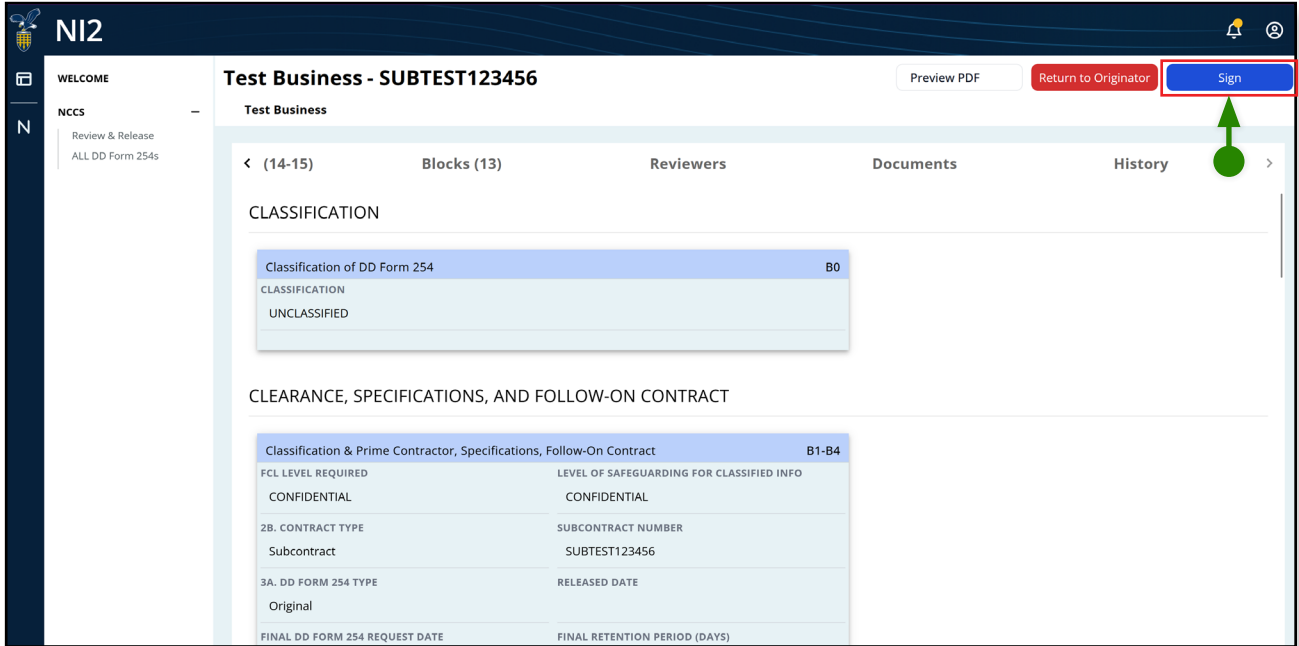 NI2
WELCOME
NCCS
Review & Release
ALL DD Form 254s
N
Test Business - SUBTEST123456
Preview PDF
Return to Originator
Sign
Test Business
(14-15)
Blocks (13)
Reviewers
Documents
History
CLASSIFICATION
Classification of DD Form 254 B0
CLASSIFICATION
UNCLASSIFIED
CLEARANCE, SPECIFICATIONS, AND FOLLOW-ON CONTRACT
Classification & Prime Contractor, Specifications, Follow-On Contract B1-B4
FCL LEVEL REQUIRED LEVEL OF SAFEGUARDING FOR CLASSIFIED INFO
CONFIDENTIAL CONFIDENTIAL
2B. CONTRACT TYPE SUBCONTRACT NUMBER
Subcontract SUBTEST123456
3A. DD FORM 254 TYPE RELEASED DATE
Original
FINAL DD FORM 254 REQUEST DATE FINAL RETENTION PERIOD (DAYS)